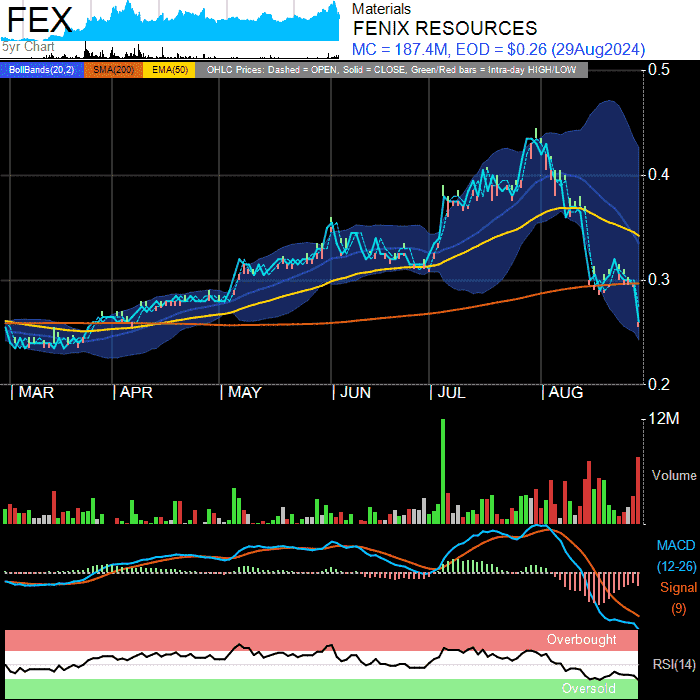 FEX
5yr Chart
Materials
FENIX RESOURCES
MC = 187.4M, EOD = $0.26 (29Aug2024)
BollBands(20,2) SMA(200) EMA(50) OHLC Prices: Dashed = OPEN, Solid = CLOSE, Green/Red bars = Intra-day HIGH/LOW
0.5
0.4
0.3
0.2
MAR APR MAY JUN JUL AUG
12M
Volume
MACD
(12-26)
Signal
(9)
Overbought
RSI(14)
Oversold